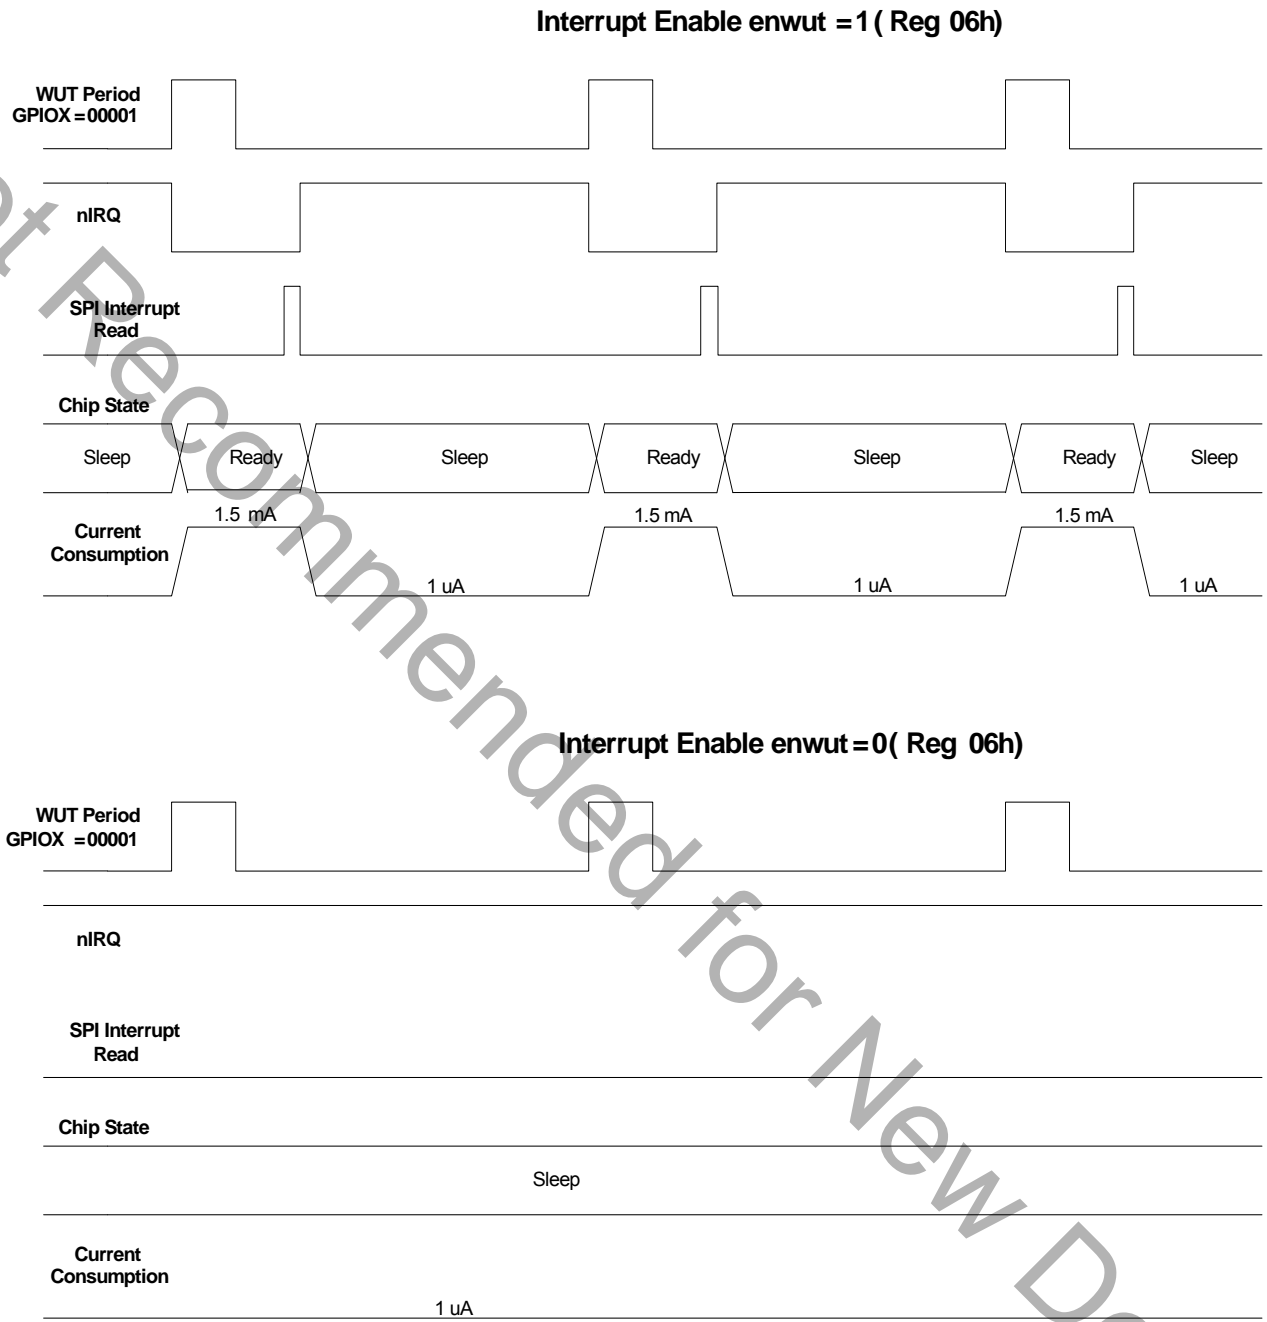 Interrupt Enable enwut =1 ( Reg 06h)
WUT Period
GPIOX =00001
nIRQ
SPI Interrupt
Read
Chip State
Sleep Ready Sleep Ready Sleep Ready Sleep
1.5 mA 1.5 mA 1.5 mA
Current
Consumption
1 uA 1 uA 1 uA
Interrupt Enable enwut =0 ( Reg 06h)
WUT Period
GPIOX =00001
nIRQ
SPI Interrupt
Read
Chip State
Sleep
Current
Consumption
1 uA
Recommended for New